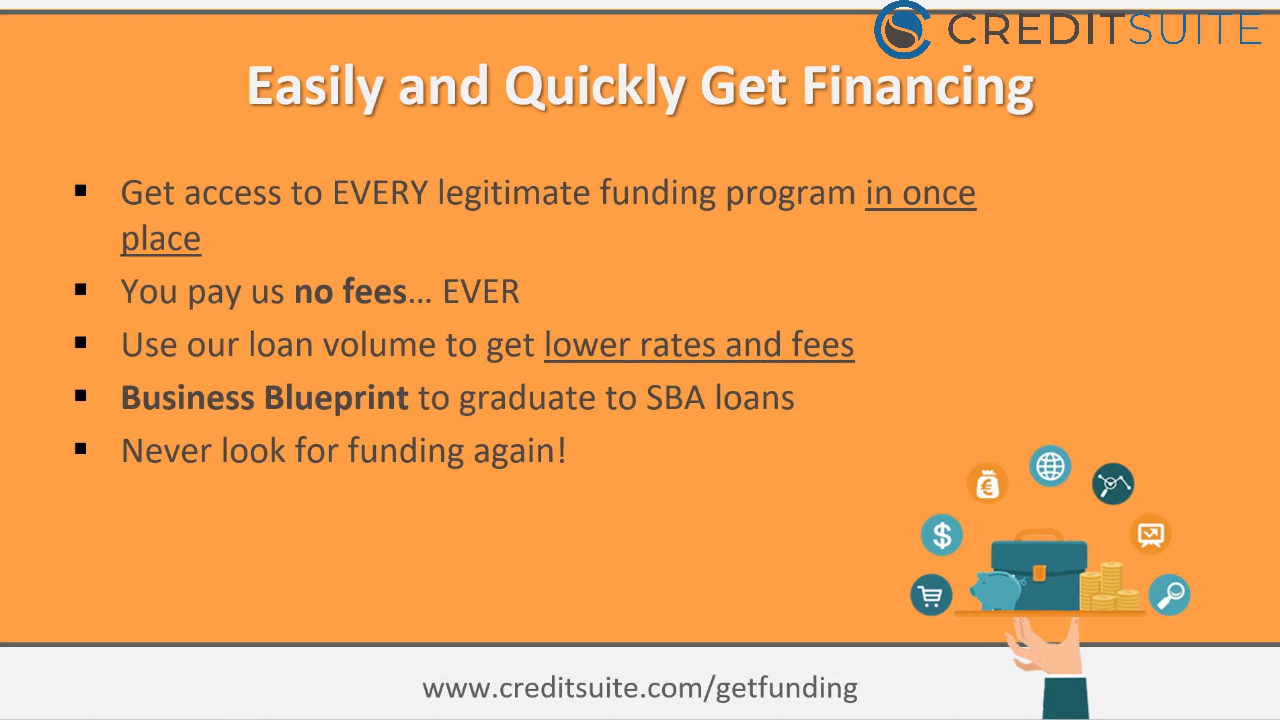 CREDITSUITE
Easily and Quickly Get Financing
▪ Get access to EVERY legitimate funding program in once
place
▪ You pay us no fees... EVER
▪ Use our loan volume to get lower rates and fees
▪ Business Blueprint to graduate to SBA loans
▪ Never look for funding again!
€
$
www.creditsuite.com/getfunding